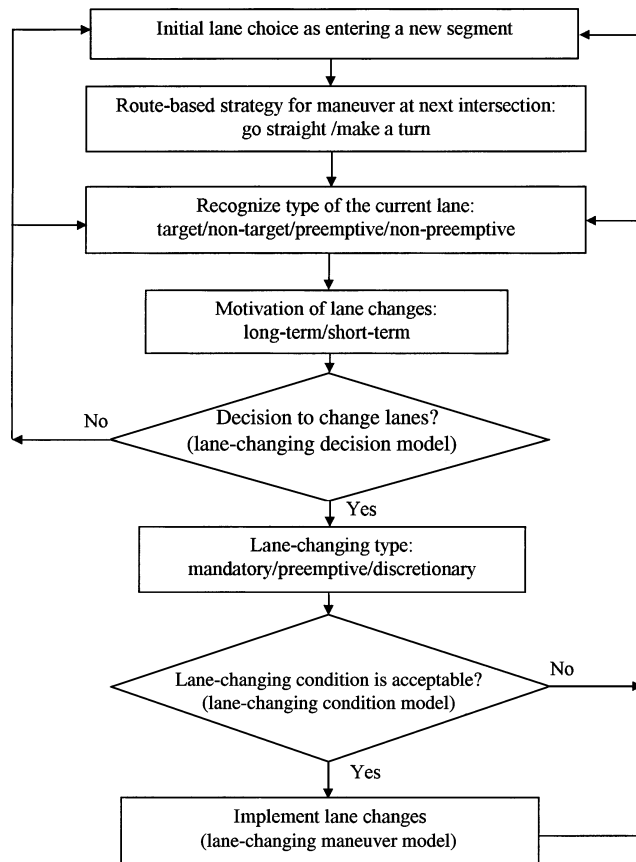 Initial lane choice as entering a new segment
Route-based strategy for maneuver at next intersection:
go straight /make a turn
Recognize type of the current lane:
target/non-target/preemptive/non-preemptive
Motivation of lane changes:
long-term/short-term
No
Decision to change lanes?
(lane-changing decision model)
Yes
Lane-changing type:
mandatory/preemptive/discretionary
No
Lane-changing condition is acceptable?
(lane-changing condition model)
Yes
Implement lane changes
(lane-changing maneuver model)